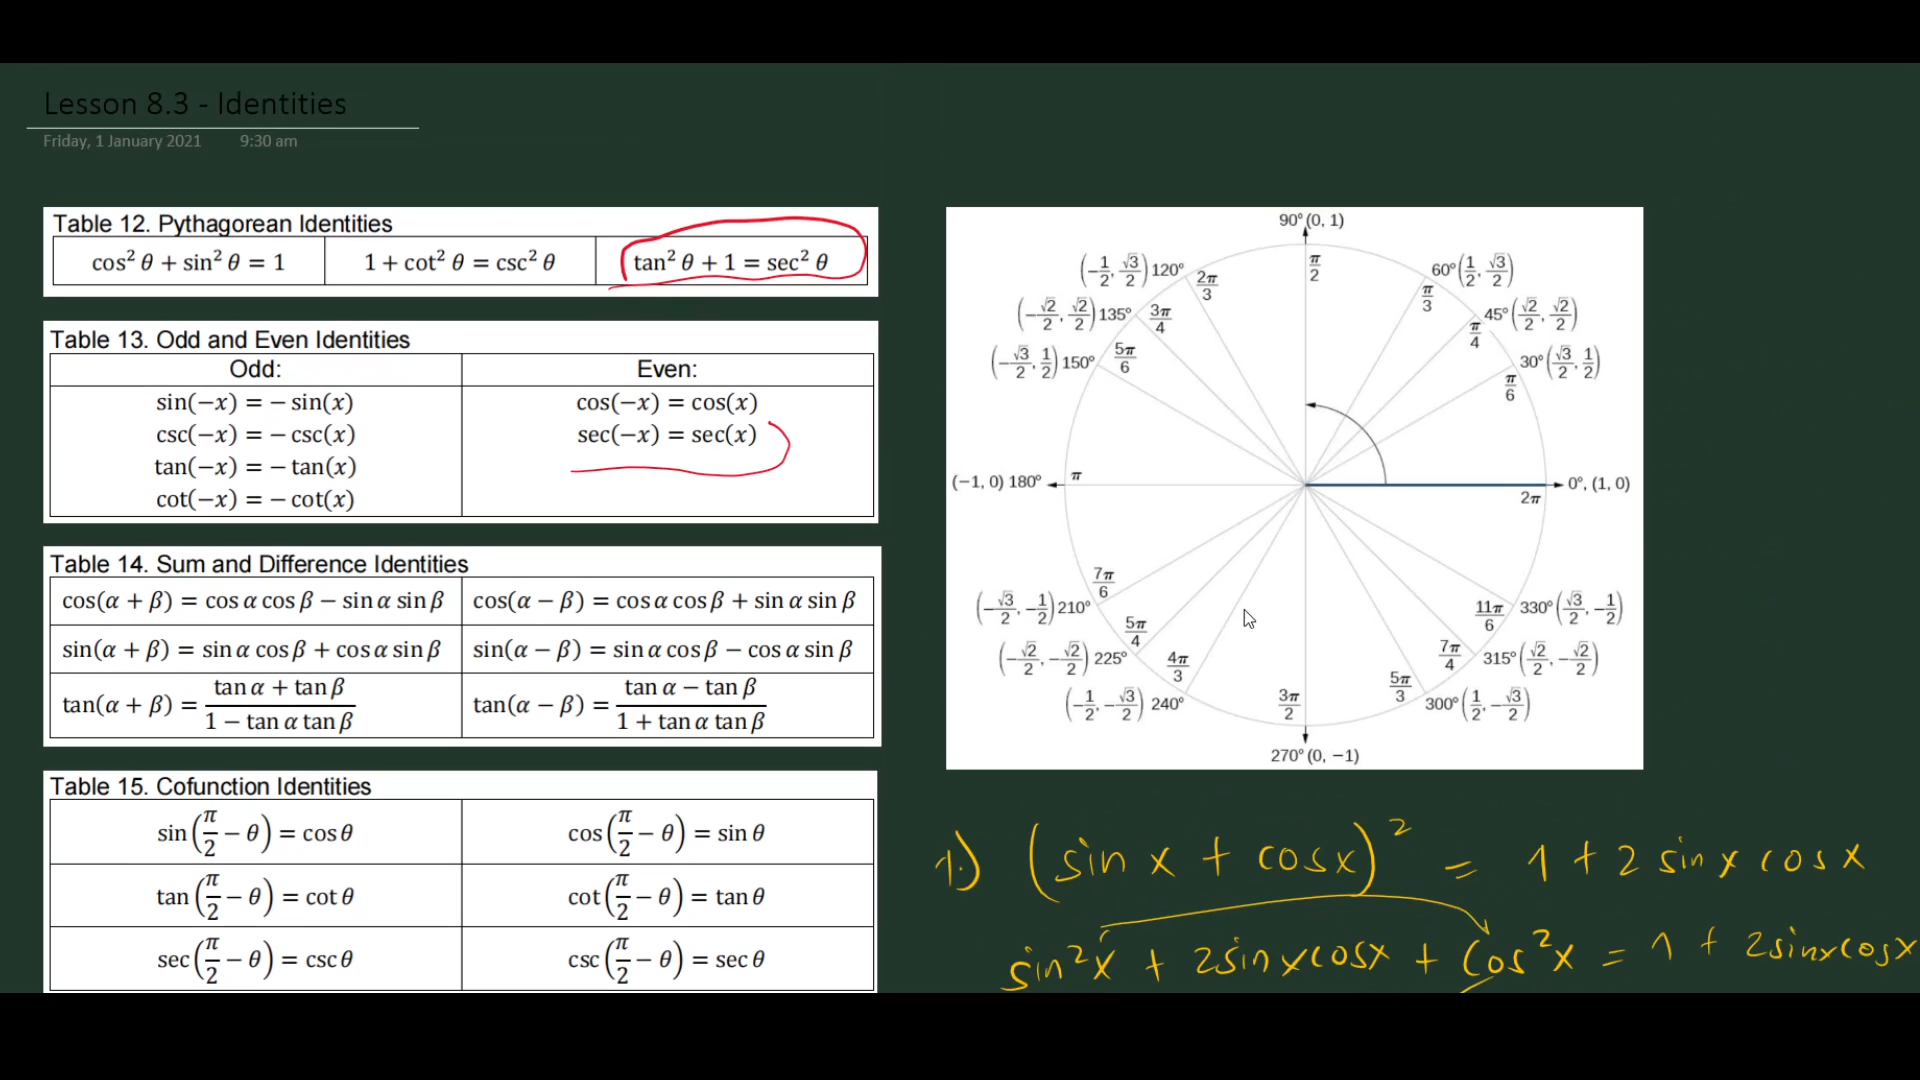 Lesson 8.3 - Identities
Friday, 1 January 2021 9:30 am
Table 12. Pythagorean Identities
cos² θ + sin² θ = 1 1 + cot² θ = csc² θ tan² θ + 1 = sec² θ
Table 13. Odd and Even Identities
Odd: Even:
sin(−x) = − sin(x) cos(−x) = cos(x)
csc(−x) = − csc(x) sec(−x) = sec(x)
tan(−x) = − tan(x)
cot(−x) = − cot(x)
Table 14. Sum and Difference Identities
cos(α + β) = cos α cos β − sin α sin β cos(α − β) = cos α cos β + sin α sin β
sin(α + β) = sin α cos β + cos α sin β sin(α − β) = sin α cos β − cos α sin β
tan(α + β) = (tan α + tan β)/(1 − tan α tan β) tan(α − β) = (tan α − tan β)/(1 + tan α tan β)
Table 15. Cofunction Identities
sin(π/2 − θ) = cos θ cos(π/2 − θ) = sin θ
tan(π/2 − θ) = cot θ cot(π/2 − θ) = tan θ
sec(π/2 − θ) = csc θ csc(π/2 − θ) = sec θ
90° (0, 1)
π/2
(−1/2, √3/2) 120° 2π/3 60° (1/2, √3/2) π/3
(−√2/2, √2/2) 135° 3π/4 45° (√2/2, √2/2) π/4
(−√3/2, 1/2) 150° 5π/6 30° (√3/2, 1/2) π/6
(−1, 0) 180° π 0°, (1, 0) 2π
(−√3/2, −1/2) 210° 7π/6 11π/6 330° (√3/2, −1/2)
(−√2/2, −√2/2) 225° 5π/4 7π/4 315° (√2/2, −√2/2)
(−1/2, −√3/2) 240° 4π/3 5π/3 300° (1/2, −√3/2)
3π/2
270° (0, −1)
1.) (sin x + cos x)² = 1 + 2 sin x cos x
sin²x + 2sinxcosx + cos²x = 1 + 2sinxcosx